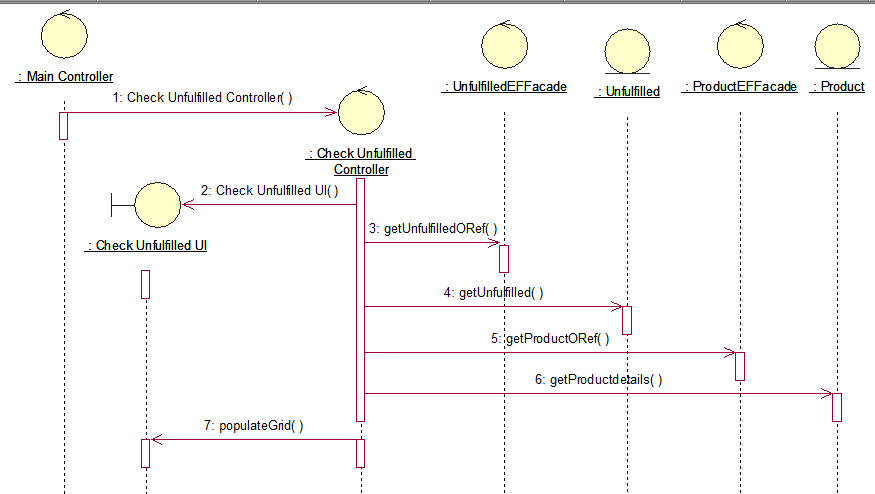 : Main Controller
: UnfulfilledEFFacade
: Unfulfilled
: ProductEFFacade
: Product
1: Check Unfulfilled Controller( )
: Check Unfulfilled
Controller
2: Check Unfulfilled UI( )
: Check Unfulfilled UI
3: getUnfulfilledORef( )
4: getUnfulfilled( )
5: getProductORef( )
6: getProductdetails( )
7: populateGrid( )